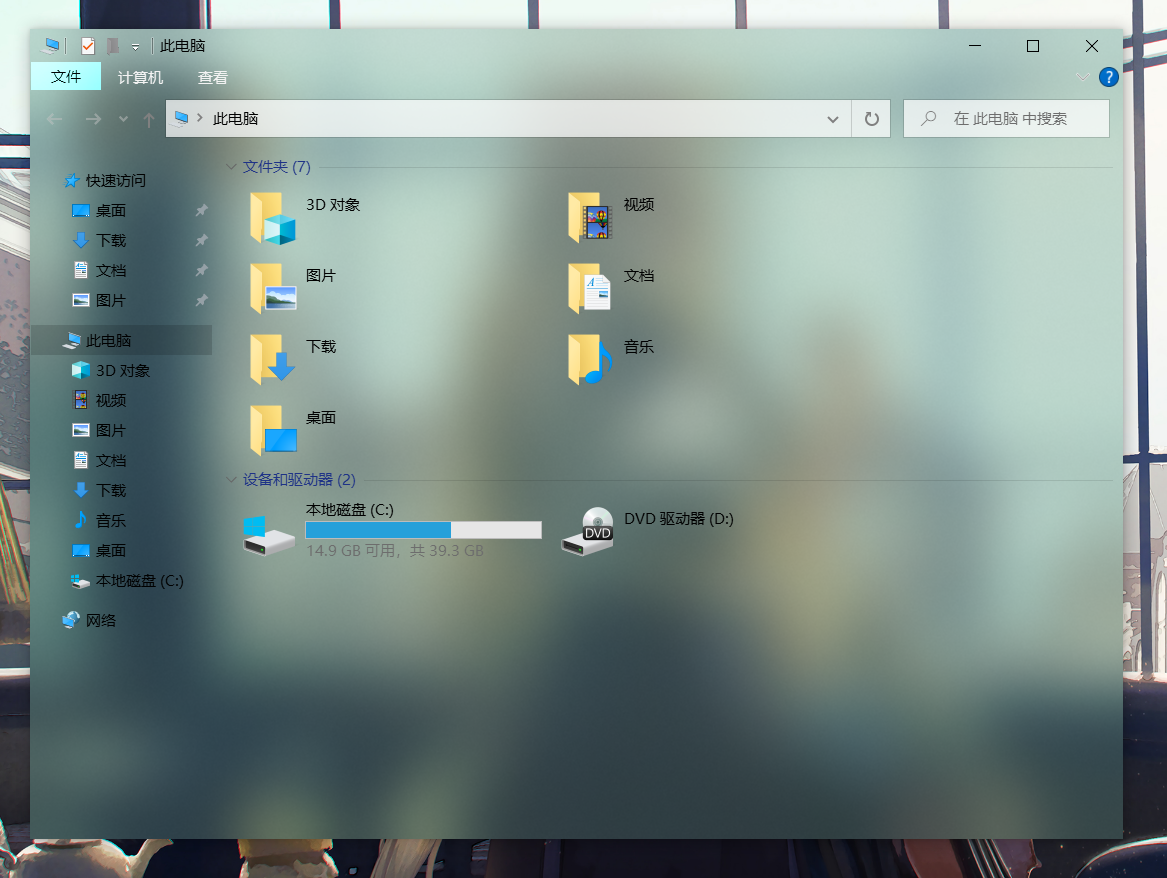 此电脑
文件 计算机 查看 ?
此电脑 在 此电脑 中搜索
快速访问
桌面
下载
文档
图片
此电脑
3D 对象
视频
图片
文档
下载
音乐
桌面
本地磁盘 (C:)
网络
文件夹 (7)
3D 对象 视频
图片 文档
下载 音乐
桌面
设备和驱动器 (2)
本地磁盘 (C:)
14.9 GB 可用，共 39.3 GB
DVD
DVD 驱动器 (D:)